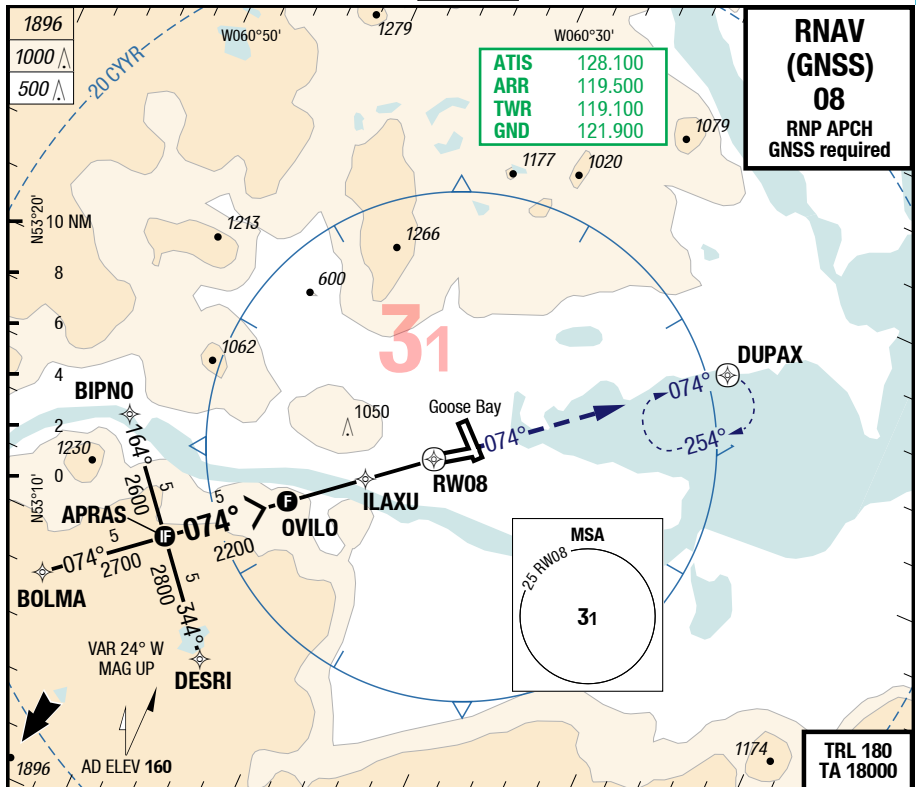 1896
1000
500
20 CYYR
W060°50'
1279
W060°30'
ATIS 128.100
ARR 119.500
TWR 119.100
GND 121.900
RNAV
(GNSS)
08
RNP APCH
GNSS required
1079
1177
1020
N53°20'
10 NM
8
6
4
2
0
N53°10'
1213
1266
600
31
1062
1050
Goose Bay
DUPAX
074°
254°
074°
BIPNO
164°
5
2600
1230
APRAS
5
074°
2700
BOLMA
5
074°
2200
OVILO
ILAXU
RW08
5
2800
344°
DESRI
VAR 24° W
MAG UP
MSA
25 RW08
31
AD ELEV 160
1896
1174
TRL 180
TA 18000